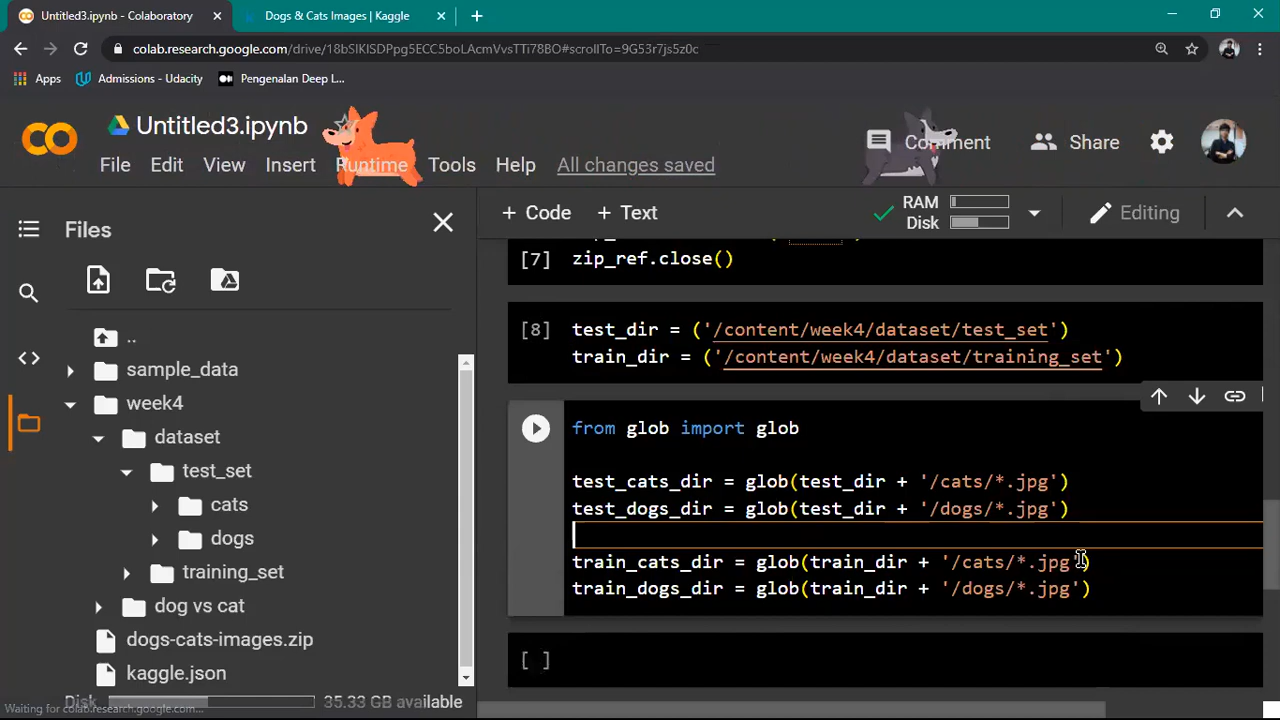 Untitled3.ipynb - Colaboratory
Dogs & Cats Images | Kaggle
colab.research.google.com/drive/18bSlKlSDPpg5ECC5boLAcmVvsTTi78BO#scrollTo=9G53r7js5z0c
Apps
Admissions - Udacity
Pengenalan Deep L...
Untitled3.ipynb
Comment
Share
File Edit View Insert Runtime Tools Help All changes saved
Files
+ Code + Text
RAM
Disk
Editing
[7] zip_ref.close()
[8] test_dir = ('/content/week4/dataset/test_set')
train_dir = ('/content/week4/dataset/training_set')
from glob import glob
test_cats_dir = glob(test_dir + '/cats/*.jpg')
test_dogs_dir = glob(test_dir + '/dogs/*.jpg')
train_cats_dir = glob(train_dir + '/cats/*.jpg')
train_dogs_dir = glob(train_dir + '/dogs/*.jpg')
[ ]
..
sample_data
week4
dataset
test_set
cats
dogs
training_set
dog vs cat
dogs-cats-images.zip
kaggle.json
Disk 35.33 GB available
Waiting for colab.research.google.com...